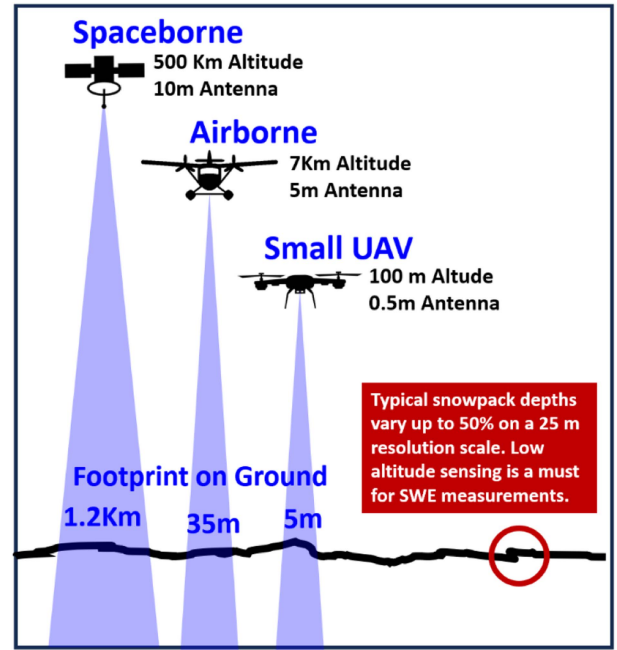 Spaceborne
500 Km Altitude
10m Antenna
Airborne
7Km Altitude
5m Antenna
Small UAV
100 m Altude
0.5m Antenna
Typical snowpack depths
vary up to 50% on a 25 m
resolution scale. Low
altitude sensing is a must
for SWE measurements.
Footprint on Ground
1.2Km
35m
5m